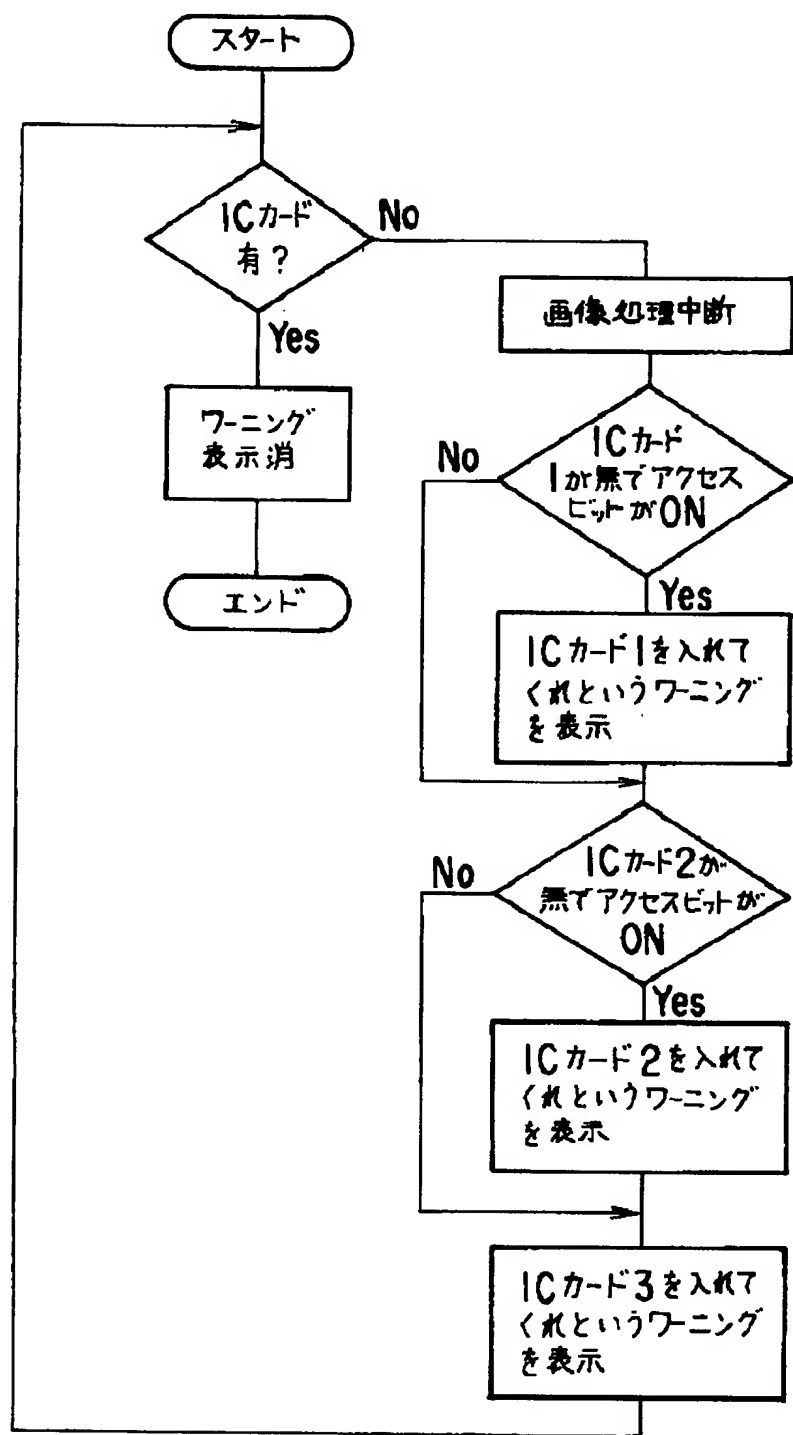 スタート
ICカード
有?
No
Yes
画像処理中断
ワーニング
表示消
ICカード
1が無でアクセス
ビットがON
No
Yes
エンド
ICカード1を入れて
くれというワーニング
を表示
ICカード2が
無でアクセスビットが
ON
No
Yes
ICカード2を入れて
くれというワーニング
を表示
ICカード3を入れて
くれというワーニング
を表示